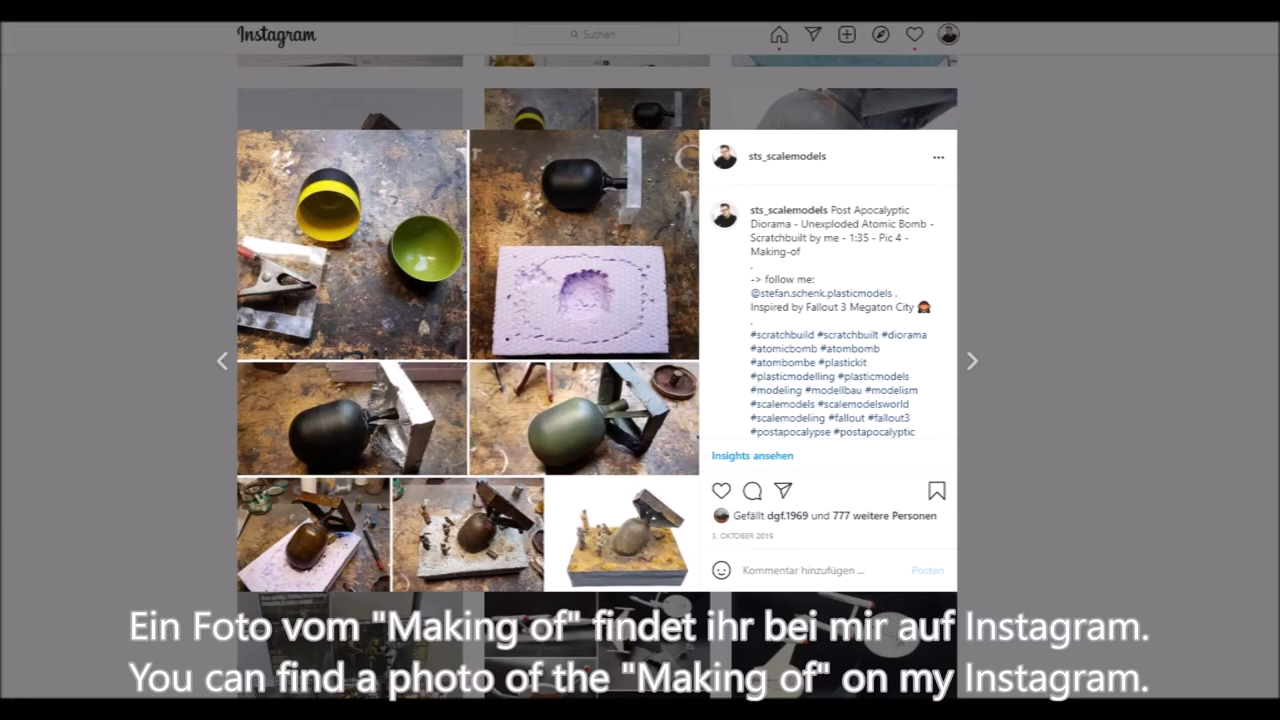 Instagram
Suchen
sts_scalemodels
sts_scalemodels Post Apocalyptic
Diorama - Unexploded Atomic Bomb -
Scratchbuilt by me - 1:35 - Pic 4 -
Making-of
.
-> follow me:
@stefan.schenk.plasticmodels .
Inspired by Fallout 3 Megaton City
.
#scratchbuild #scratchbuilt #diorama
#atomicbomb #atombomb
#atombombe #plastickit
#plasticmodelling #plasticmodels
#modeling #modellbau #modelism
#scalemodels #scalemodelsworld
#scalemodeling #fallout #fallout3
#postapocalypse #postapocalyptic
Insights ansehen
Gefällt dgf.1969 und 777 weitere Personen
3. OKTOBER 2019
Kommentar hinzufügen ...
Posten
Ein Foto vom "Making of" findet ihr bei mir auf Instagram.
You can find a photo of the "Making of" on my Instagram.